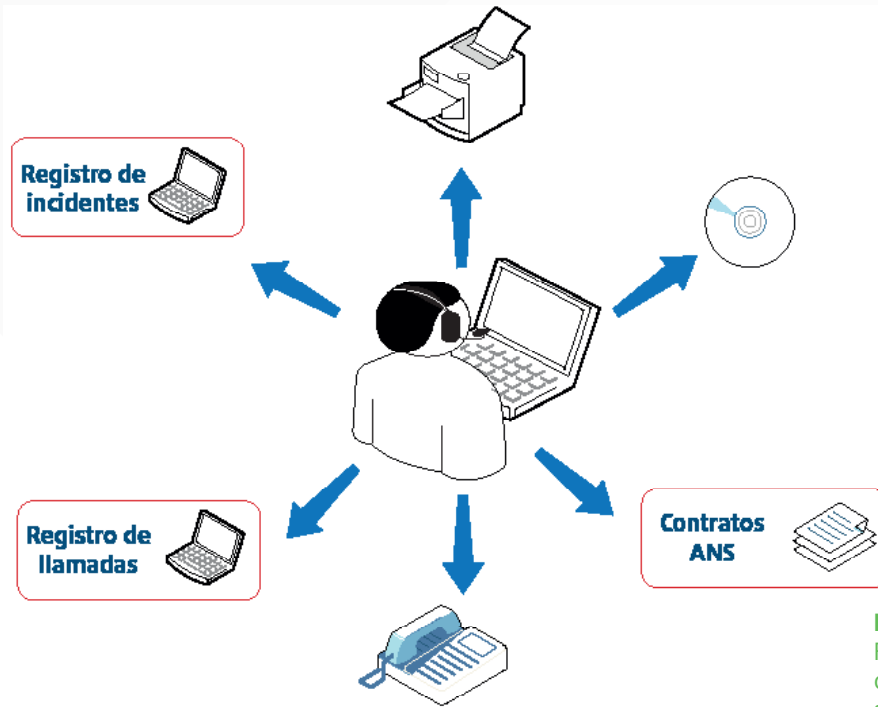 Registro de
incidentes
Registro de
llamadas
Contratos
ANS